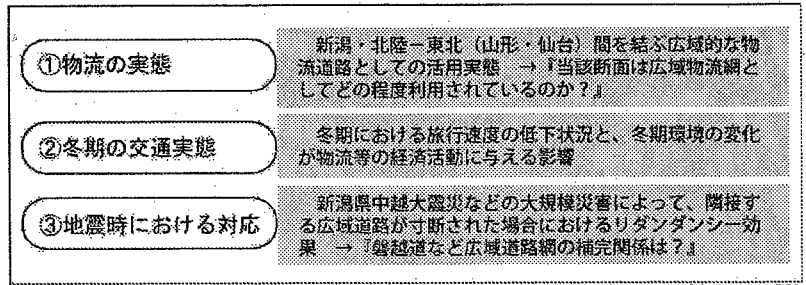 ①物流の実態
新潟・北陸－東北（山形・仙台）間を結ぶ広域的な物
流道路としての活用実態　→『当該断面は広域物流網と
してどの程度利用されているのか？』
②冬期の交通実態
冬期における旅行速度の低下状況と、冬期環境の変化
が物流等の経済活動に与える影響
③地震時における対応
新潟県中越大震災などの大規模災害によって、隣接す
る広域道路が寸断された場合におけるリダンダンシー効
果　→『磐越道など広域道路網の補完関係は？』